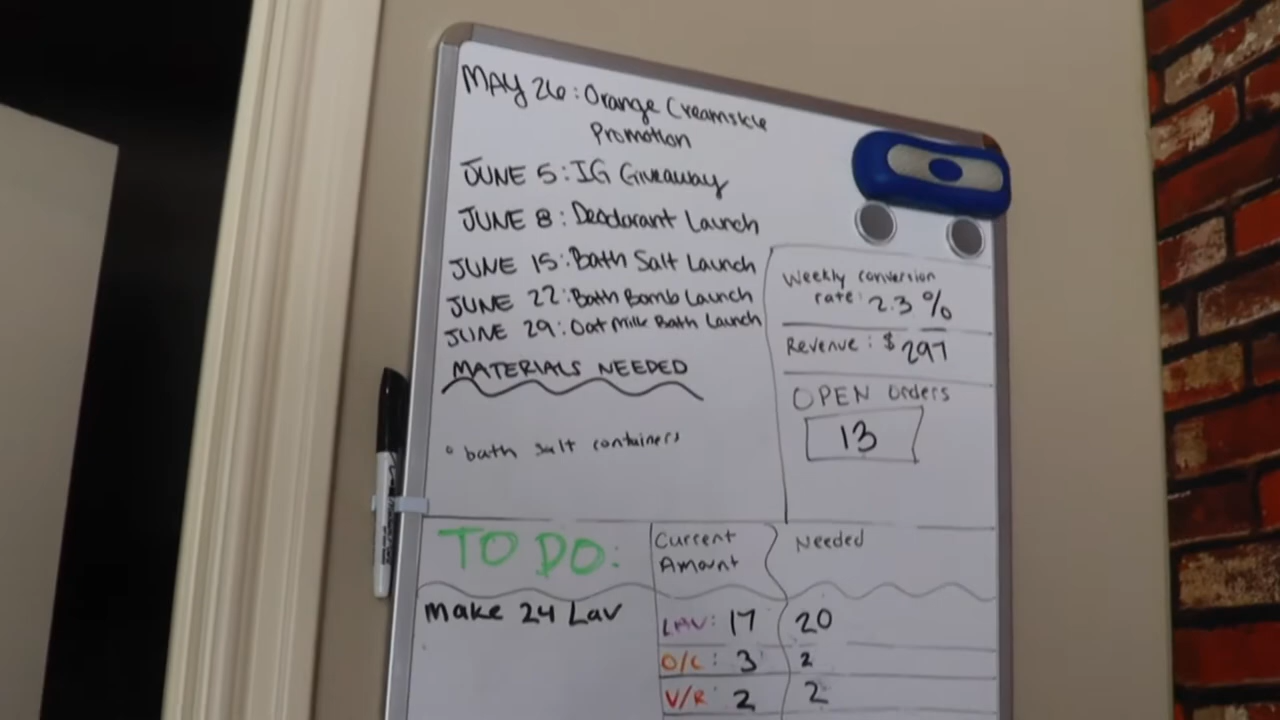 MAY 26: Orange Creamsicle
Promotion
JUNE 5: IG Giveaway
JUNE 8: Deodorant Launch
JUNE 15: Bath Salt Launch
JUNE 22: Bath Bomb Launch
JUNE 29: Oat Milk Bath Launch
MATERIALS NEEDED
• bath salt containers
Weekly conversion
rate: 2.3 %
Revenue: $297
OPEN orders
13
TO DO:
make 24 Lav
Current
Amount
Needed
LAV: 17 20
O/C: 3 2
V/R: 2 2